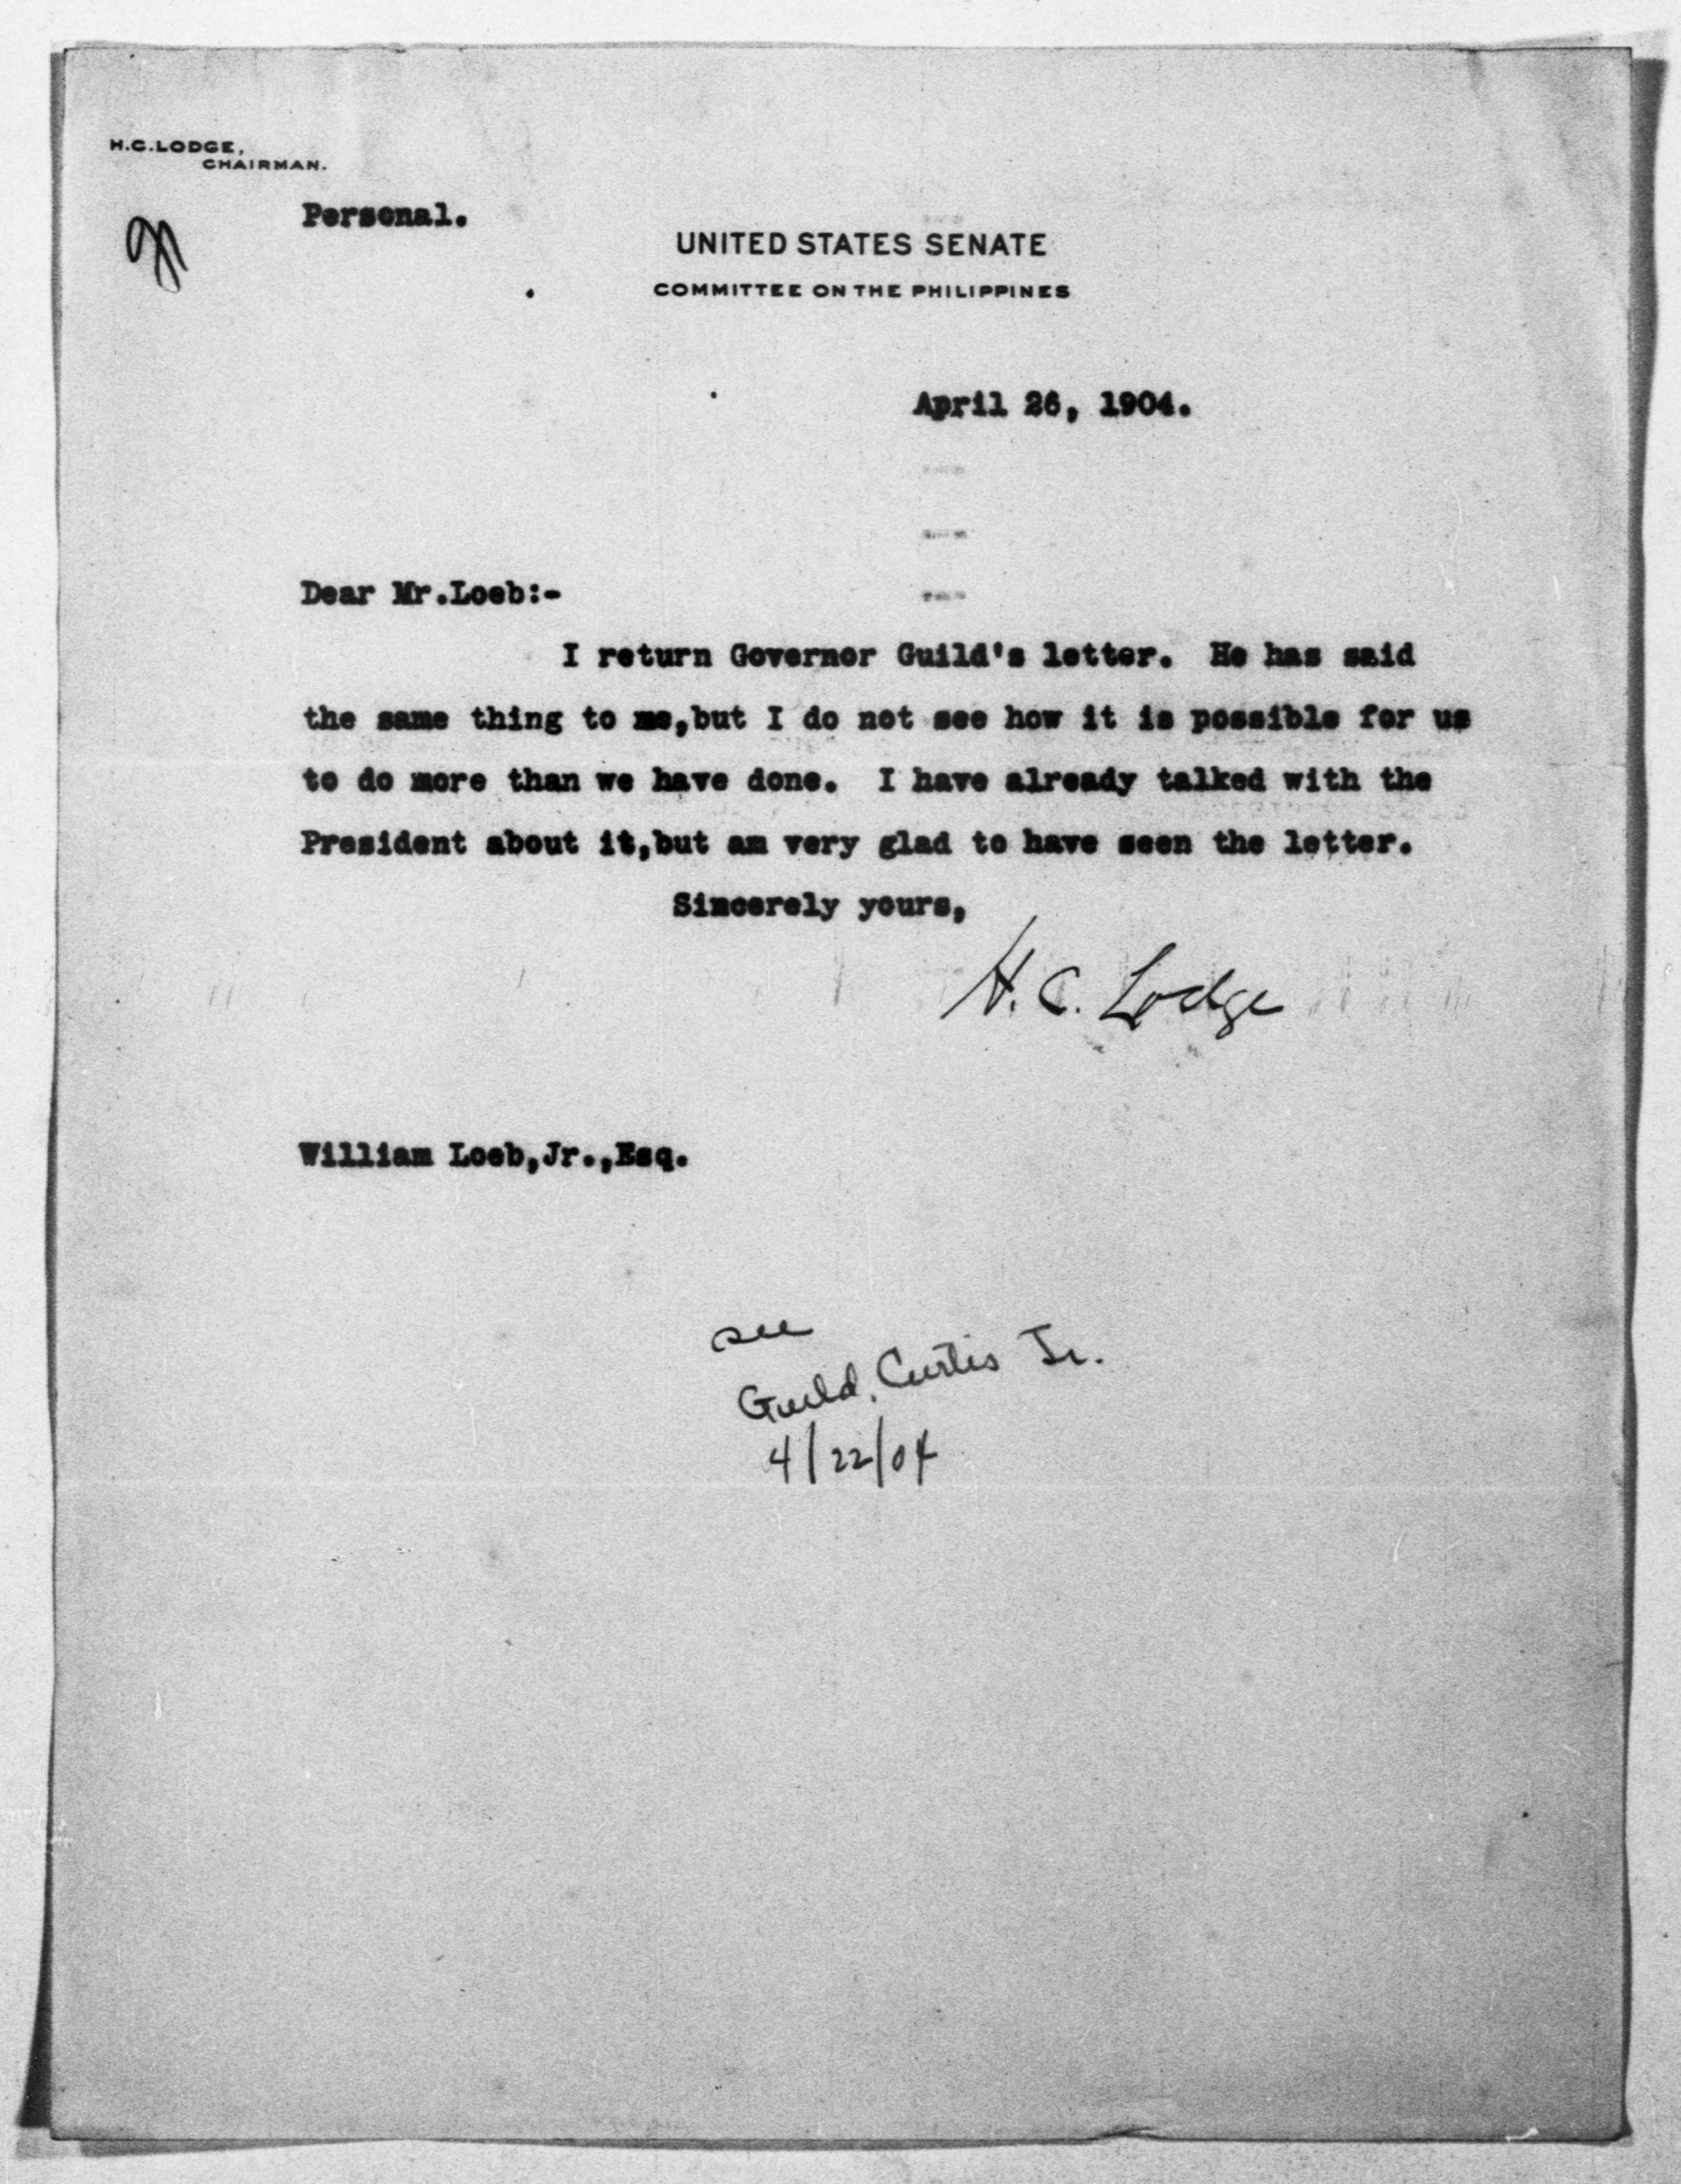 H.C.LODGE,
CHAIRMAN.
Personal.
UNITED STATES SENATE
COMMITTEE ON THE PHILIPPINES
April 26, 1904.
Dear Mr.Loeb:-
I return Governor Guild's letter. He has said
the same thing to me,but I do not see how it is possible for us
to do more than we have done. I have already talked with the
President about it,but am very glad to have seen the letter.
Sincerely yours,
H. C. Lodge
William Loeb,Jr.,Esq.
see
Guild, Curtis Jr.
4/22/04